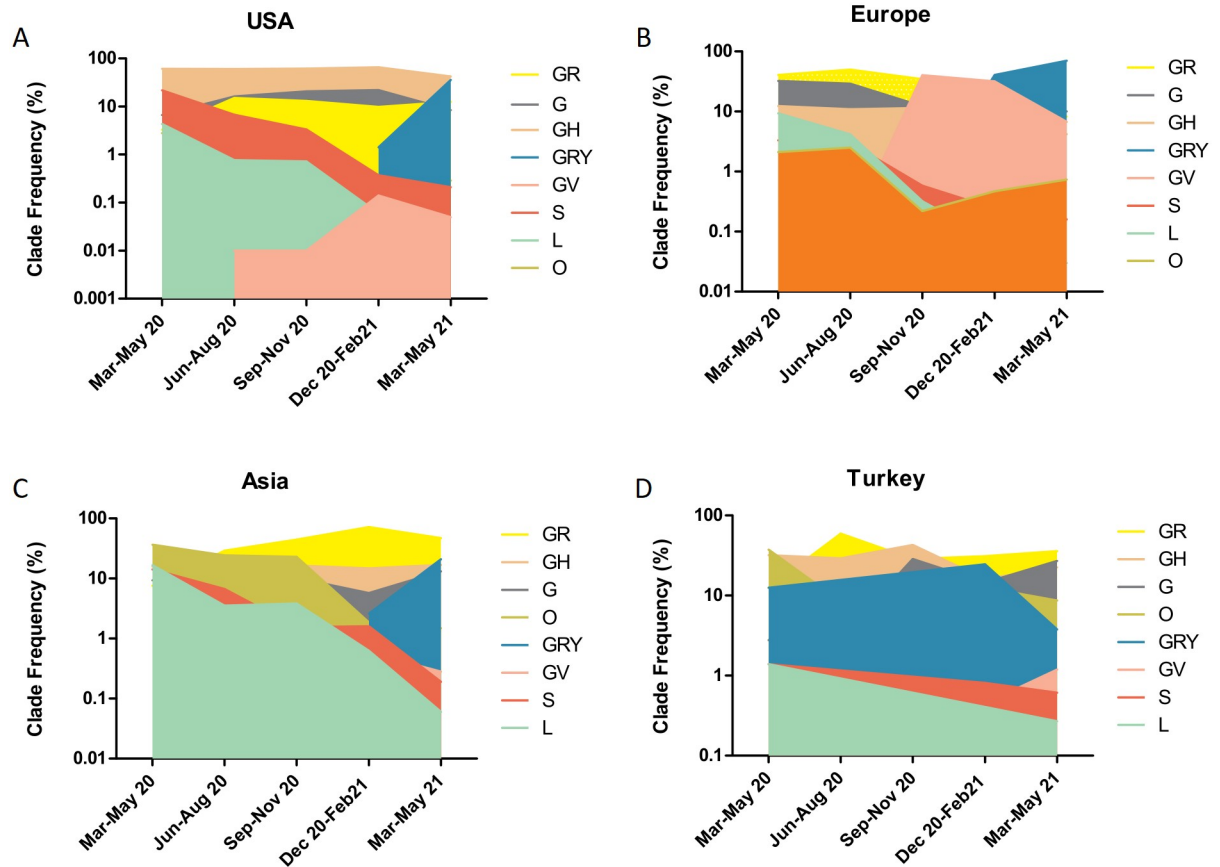 A
USA
Clade Frequency (%)
100
10
1
0.1
0.01
0.001
Mar-May 20
Jun-Aug 20
Sep-Nov 20
Dec 20-Feb21
Mar-May 21
GR
G
GH
GRY
GV
S
L
O
B
Europe
Clade Frequency (%)
100
10
1
0.1
0.01
Mar-May 20
Jun-Aug 20
Sep-Nov 20
Dec 20-Feb21
Mar-May 21
GR
G
GH
GRY
GV
S
L
O
C
Asia
Clade Frequency (%)
100
10
1
0.1
0.01
Mar-May 20
Jun-Aug 20
Sep-Nov 20
Dec 20-Feb21
Mar-May 21
GR
GH
G
O
GRY
GV
S
L
D
Turkey
Clade Frequency (%)
100
10
1
0.1
Mar-May 20
Jun-Aug 20
Sep-Nov 20
Dec 20-Feb21
Mar-May 21
GR
GH
G
O
GRY
GV
S
L